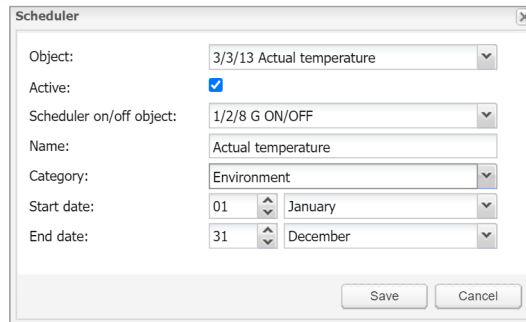 Scheduler
Object: 3/3/13 Actual temperature
Active:
Scheduler on/off object: 1/2/8 G ON/OFF
Name: Actual temperature
Category: Environment
Start date: 01 January
End date: 31 December
Save Cancel